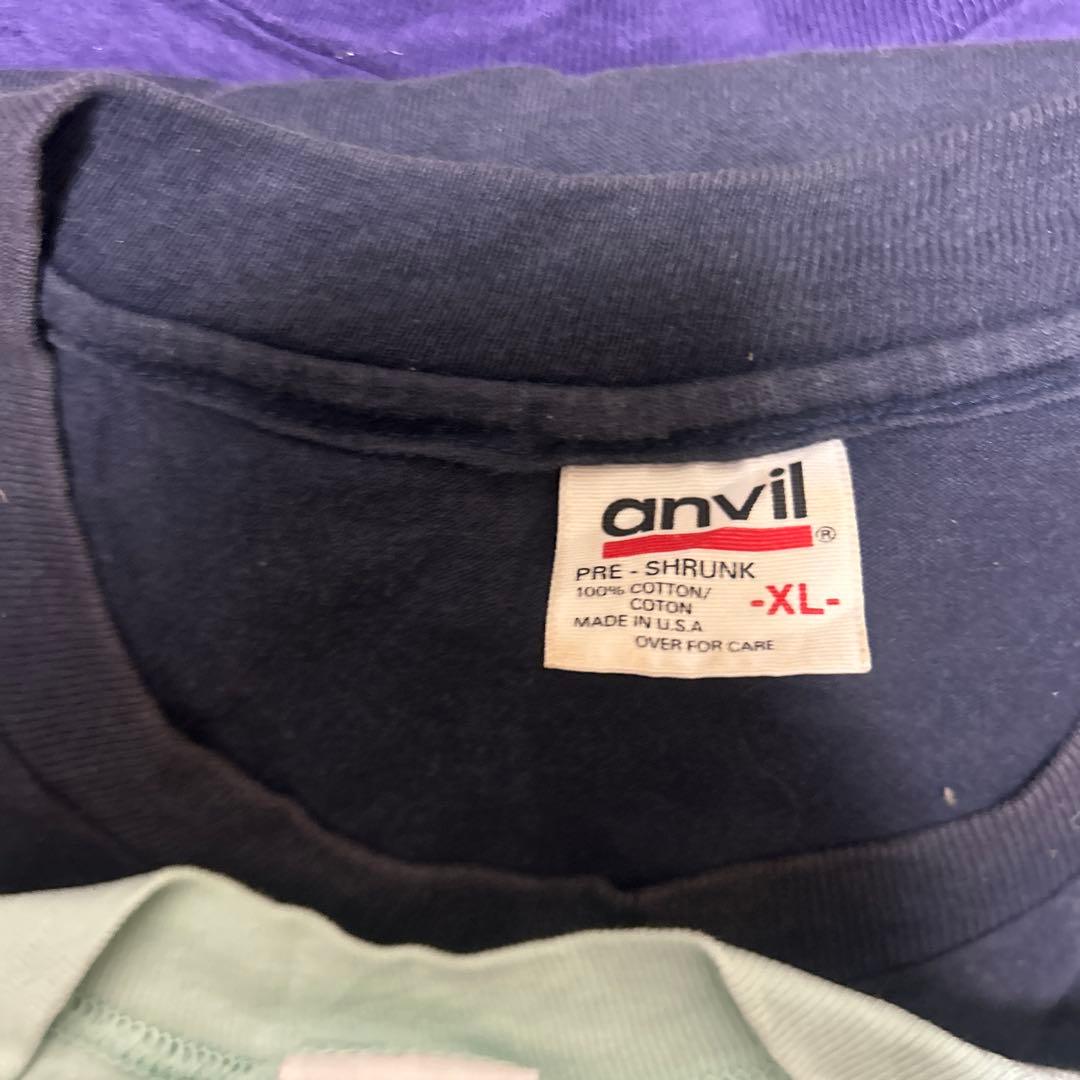 anvil®
PRE - SHRUNK
100% COTTON/
COTON
-XL-
MADE IN U.S.A
OVER FOR CARE